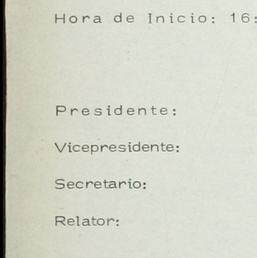 Hora de Inicio: 16:
Presidente:
Vicepresidente:
Secretario:
Relator: